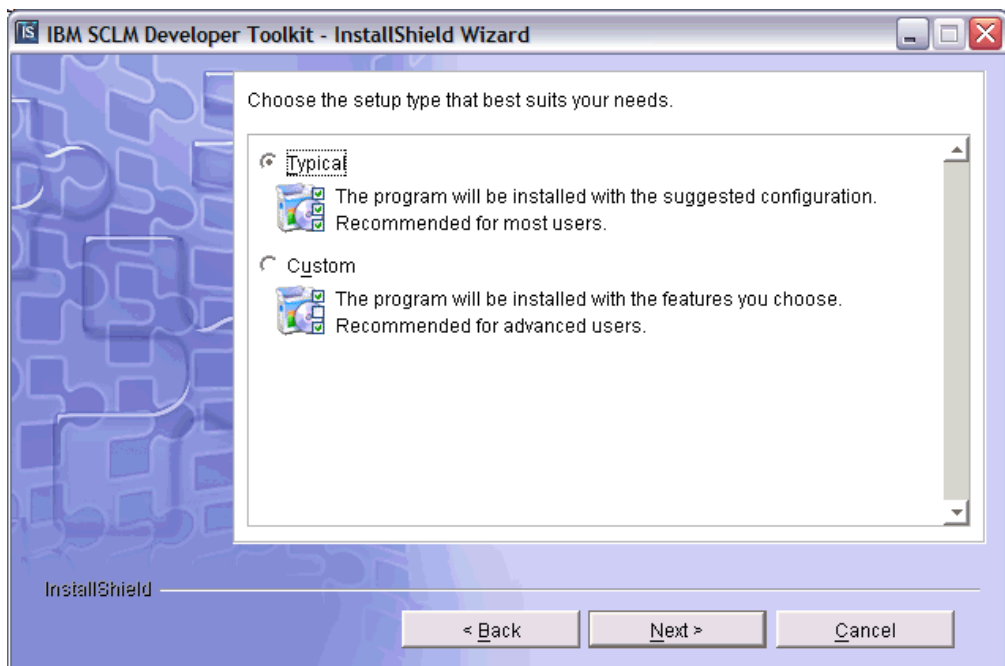 IS IBM SCLM Developer Toolkit - InstallShield Wizard
Choose the setup type that best suits your needs.
Typical
The program will be installed with the suggested configuration.
Recommended for most users.
Custom
The program will be installed with the features you choose.
Recommended for advanced users.
InstallShield
< Back Next > Cancel